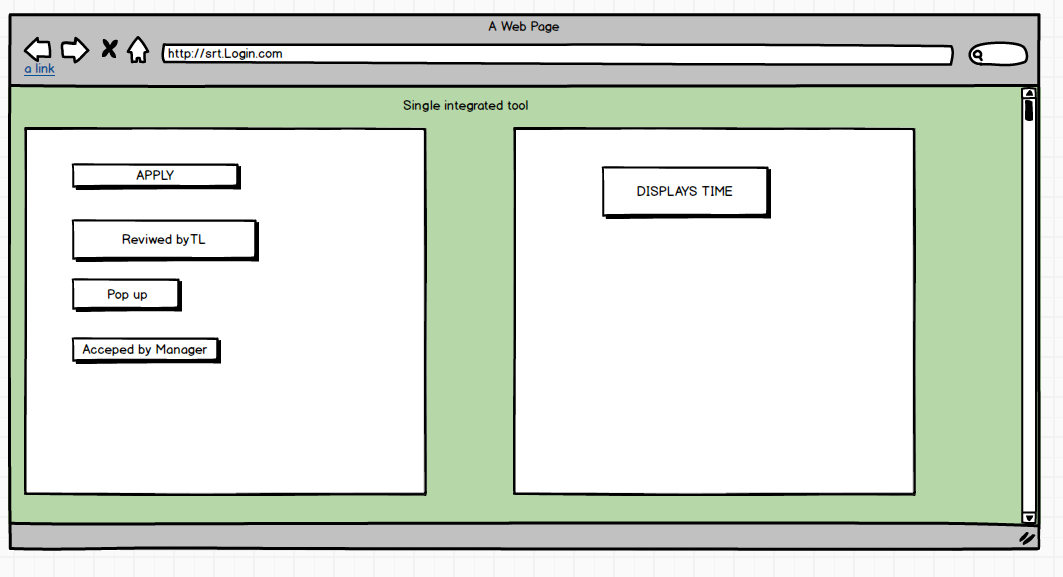 A Web Page
http://srt.Login.com
a link
Single integrated tool
APPLY
Reviwed byTL
Pop up
Acceped by Manager
DISPLAYS TIME